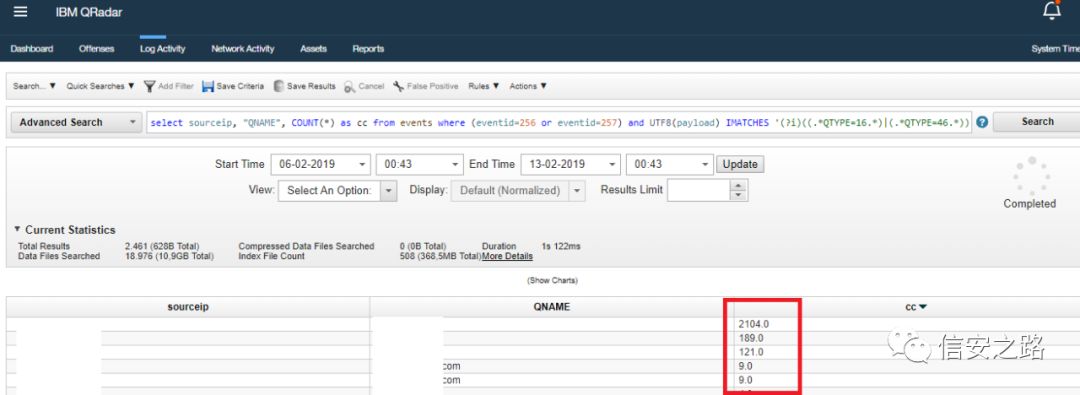 IBM QRadar
Dashboard Offenses Log Activity Network Activity Assets Reports System Time
Search... ▼ Quick Searches ▼ Add Filter Save Criteria Save Results Cancel False Positive Rules ▼ Actions ▼
Advanced Search select sourceip, "QNAME", COUNT(*) as cc from events where (eventid=256 or eventid=257) and UTF8(payload) IMATCHES '(?i)((.*QTYPE=16.*)|(.*QTYPE=46.*)) Search
Start Time 06-02-2019 00:43 End Time 13-02-2019 00:43 Update
View: Select An Option: Display: Default (Normalized) Results Limit
Completed
▼ Current Statistics
Total Results 2.461 (628B Total) Compressed Data Files Searched 0 (0B Total) Duration 1s 122ms
Data Files Searched 18.976 (10,9GB Total) Index File Count 508 (368,5MB Total) More Details
(Show Charts)
sourceip QNAME cc ▼
2104.0
189.0
121.0
com 9.0
com 9.0
信安之路